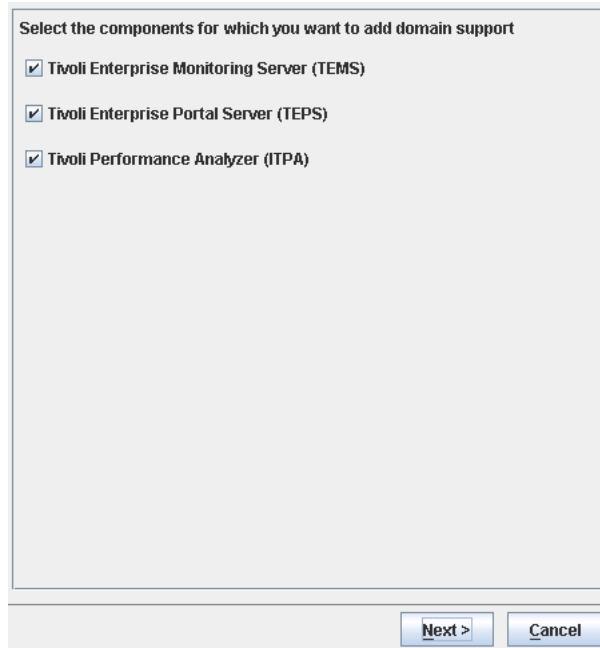 Select the components for which you want to add domain support
Tivoli Enterprise Monitoring Server (TEMS)
Tivoli Enterprise Portal Server (TEPS)
Tivoli Performance Analyzer (ITPA)
Next > Cancel